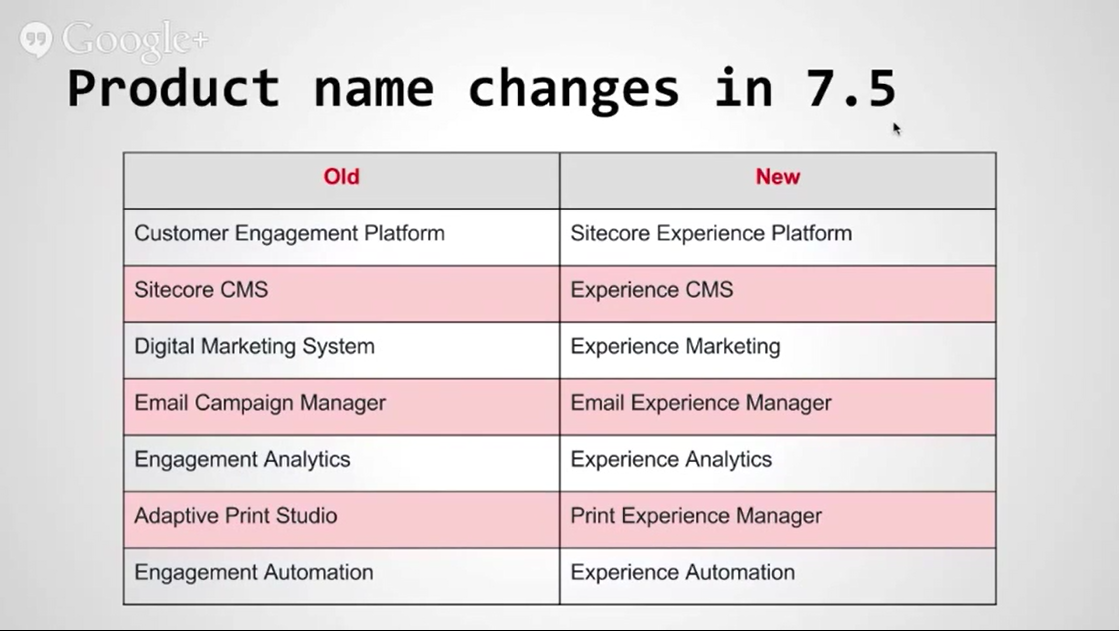 Google+
Product name changes in 7.5
Old New
Customer Engagement Platform Sitecore Experience Platform
Sitecore CMS Experience CMS
Digital Marketing System Experience Marketing
Email Campaign Manager Email Experience Manager
Engagement Analytics Experience Analytics
Adaptive Print Studio Print Experience Manager
Engagement Automation Experience Automation